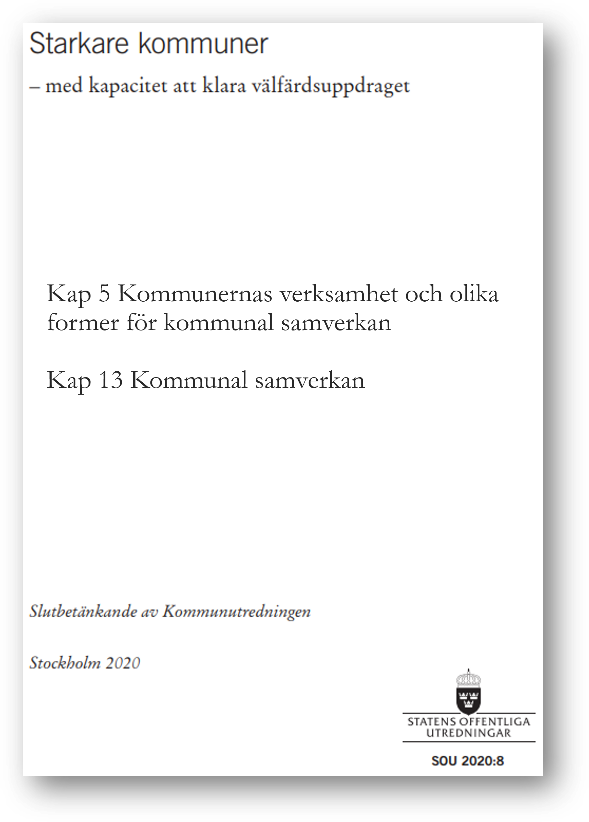 Starkare kommuner
– med kapacitet att klara välfärdsuppdraget
Kap 5 Kommunernas verksamhet och olika
former för kommunal samverkan
Kap 13 Kommunal samverkan
Slutbetänkande av Kommunutredningen
Stockholm 2020
STATENS OFFENTLIGA
UTREDNINGAR
SOU 2020:8